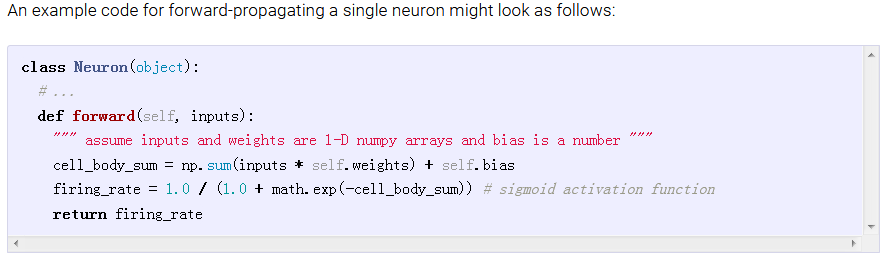 An example code for forward-propagating a single neuron might look as follows:
class Neuron(object):
  # ...
  def forward(self, inputs):
    """ assume inputs and weights are 1-D numpy arrays and bias is a number """
    cell_body_sum = np.sum(inputs * self.weights) + self.bias
    firing_rate = 1.0 / (1.0 + math.exp(-cell_body_sum)) # sigmoid activation function
    return firing_rate